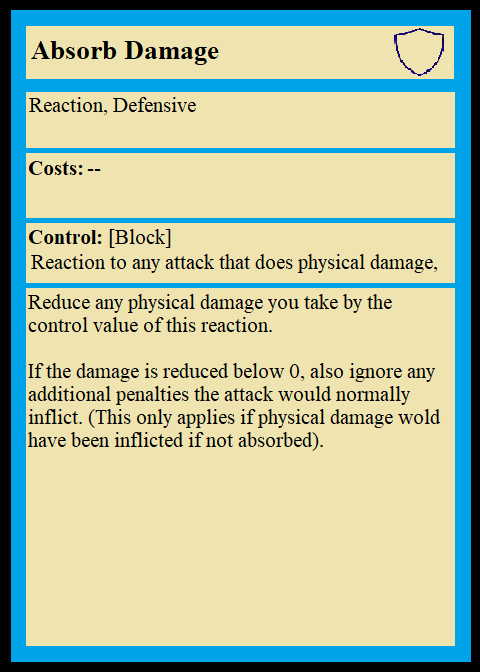 Absorb Damage
Reaction, Defensive
Costs: --
Control: [Block]
Reaction to any attack that does physical damage,
Reduce any physical damage you take by the
control value of this reaction.
If the damage is reduced below 0, also ignore any
additional penalties the attack would normally
inflict. (This only applies if physical damage wold
have been inflicted if not absorbed).